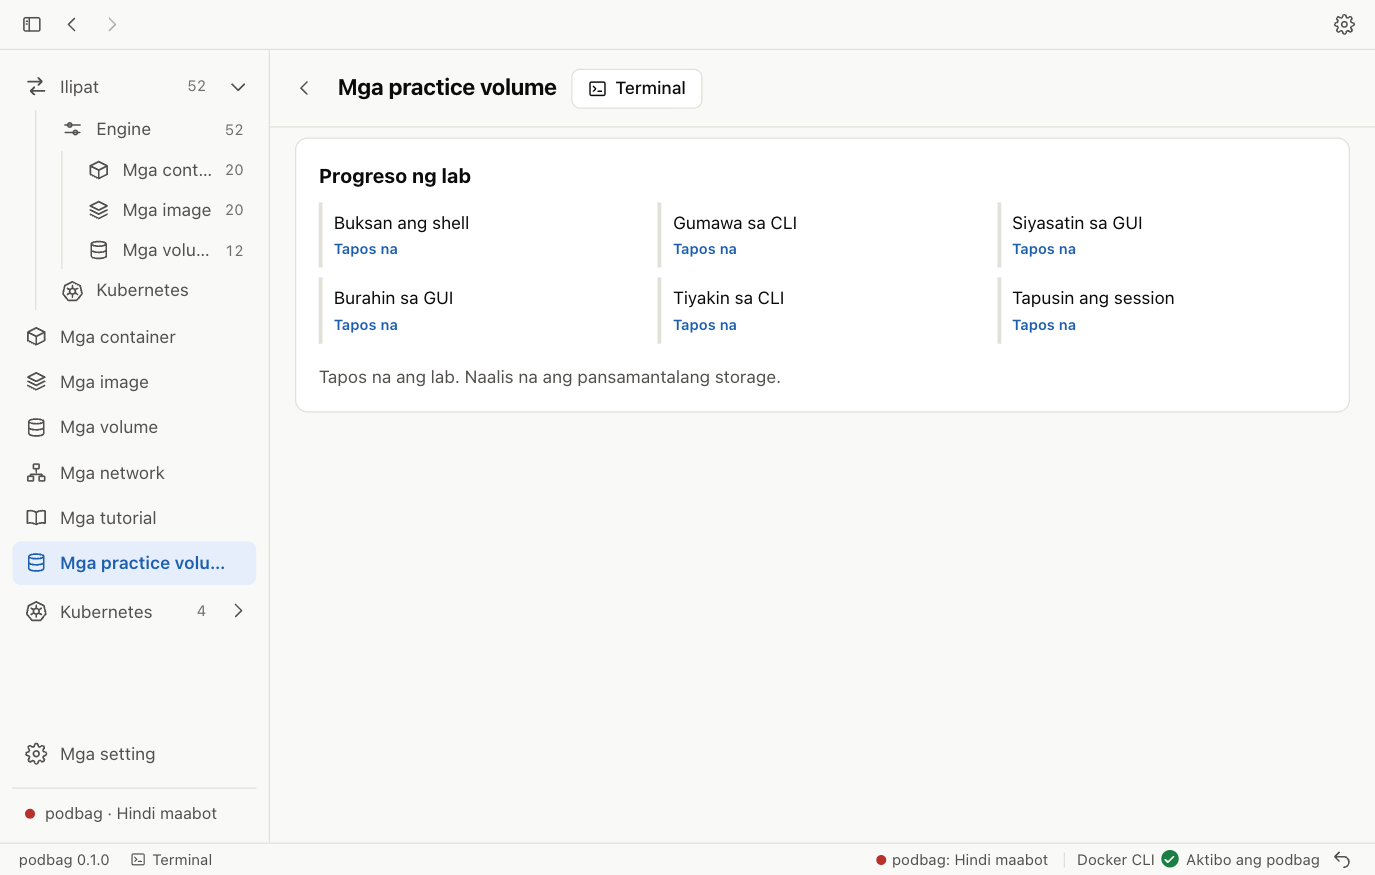 Ilipat 52
Engine 52
Mga cont... 20
Mga image 20
Mga volu... 12
Kubernetes
Mga container
Mga image
Mga volume
Mga network
Mga tutorial
Mga practice volu...
Kubernetes 4
Mga setting
podbag · Hindi maabot
Mga practice volume
Terminal
Progreso ng lab
Buksan ang shell
Tapos na
Gumawa sa CLI
Tapos na
Siyasatin sa GUI
Tapos na
Burahin sa GUI
Tapos na
Tiyakin sa CLI
Tapos na
Tapusin ang session
Tapos na
Tapos na ang lab. Naalis na ang pansamantalang storage.
podbag 0.1.0
Terminal
podbag: Hindi maabot
Docker CLI
Aktibo ang podbag